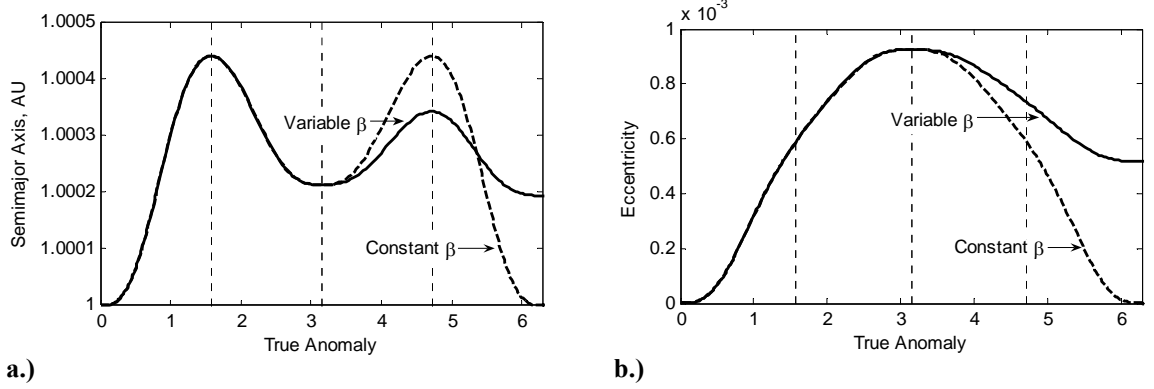 1.0005
1.0004
1.0003
1.0002
1.0001
1
Semimajor Axis, AU
Variable β
Constant β
0 1 2 3 4 5 6
True Anomaly
a.)
x 10-3
1
0.8
0.6
0.4
0.2
0
Eccentricity
Variable β
Constant β
0 1 2 3 4 5 6
True Anomaly
b.)